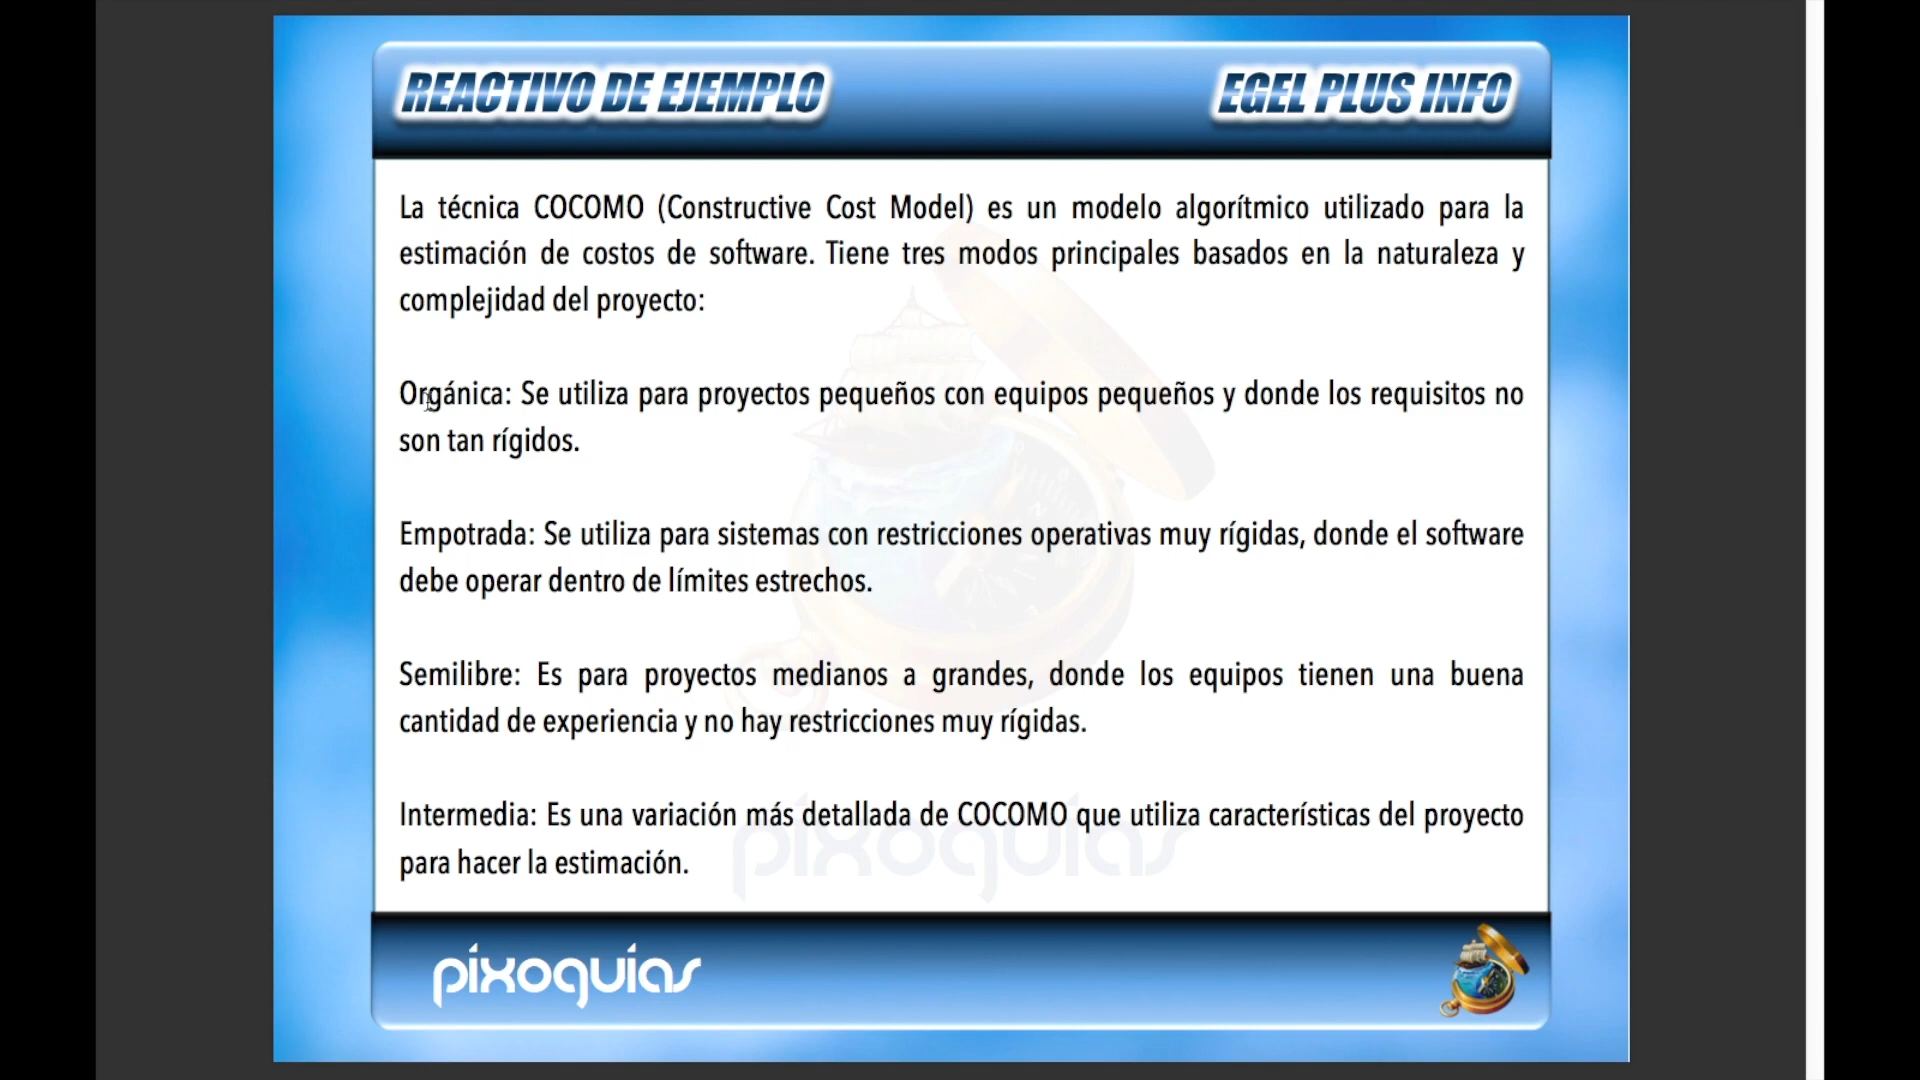 REACTIVO DE EJEMPLO
EGEL PLUS INFO
La técnica COCOMO (Constructive Cost Model) es un modelo algorítmico utilizado para la
estimación de costos de software. Tiene tres modos principales basados en la naturaleza y
complejidad del proyecto:
Orgánica: Se utiliza para proyectos pequeños con equipos pequeños y donde los requisitos no
son tan rígidos.
Empotrada: Se utiliza para sistemas con restricciones operativas muy rígidas, donde el software
debe operar dentro de límites estrechos.
Semilibre: Es para proyectos medianos a grandes, donde los equipos tienen una buena
cantidad de experiencia y no hay restricciones muy rígidas.
Intermedia: Es una variación más detallada de COCOMO que utiliza características del proyecto
para hacer la estimación.
pixoguías
pixoguías